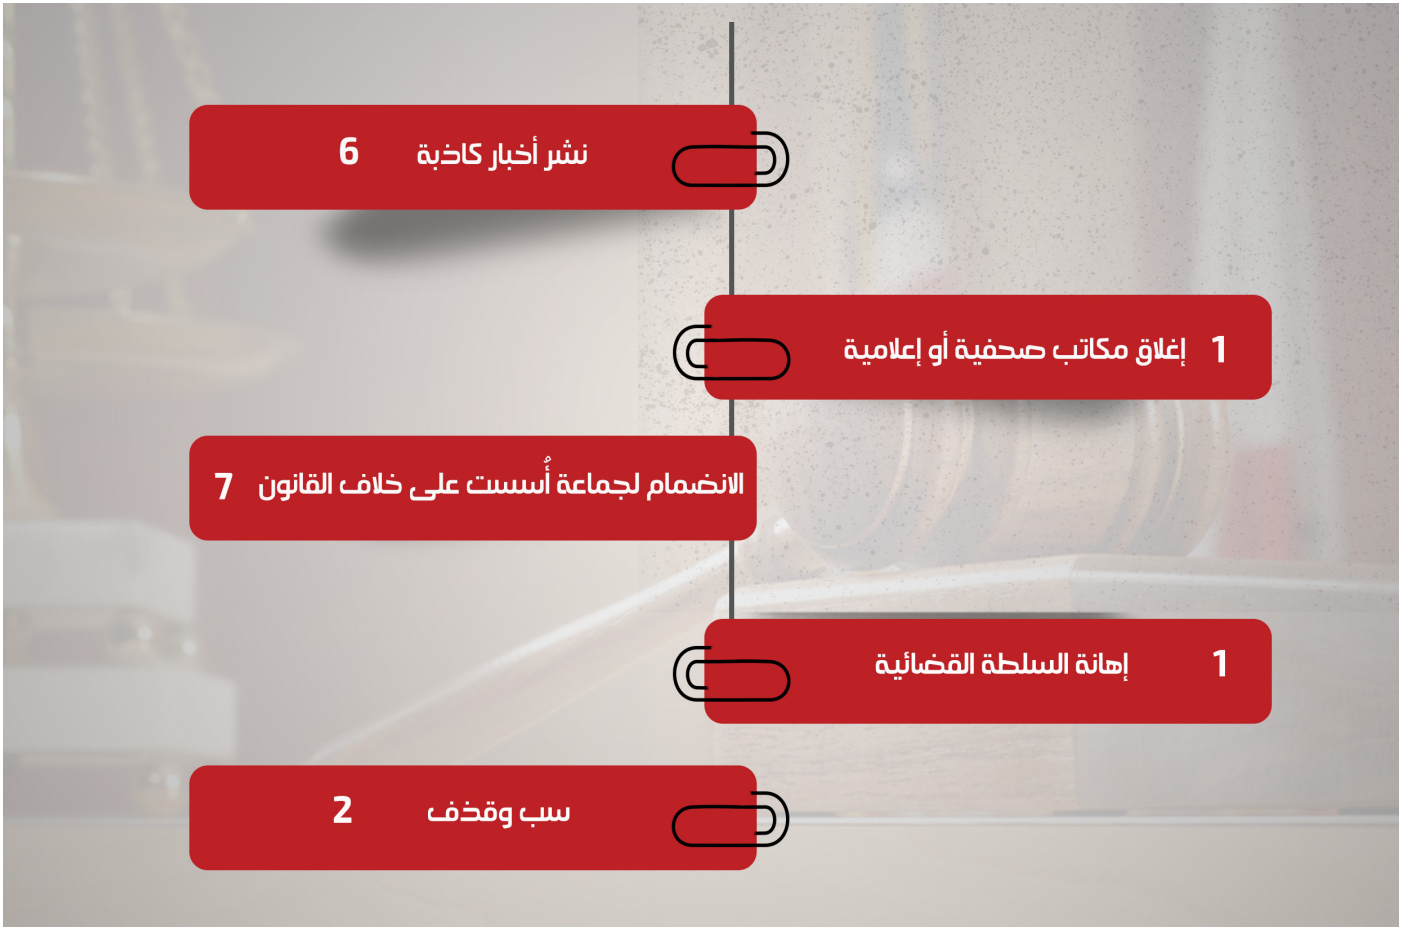 نشر أخبار كاذبة 6
1 إغلاق مكاتب صحفية أو إعلامية
الانضمام لجماعة أُسست على خلاف القانون 7
1 إهانة السلطة القضائية
سب وقذف 2